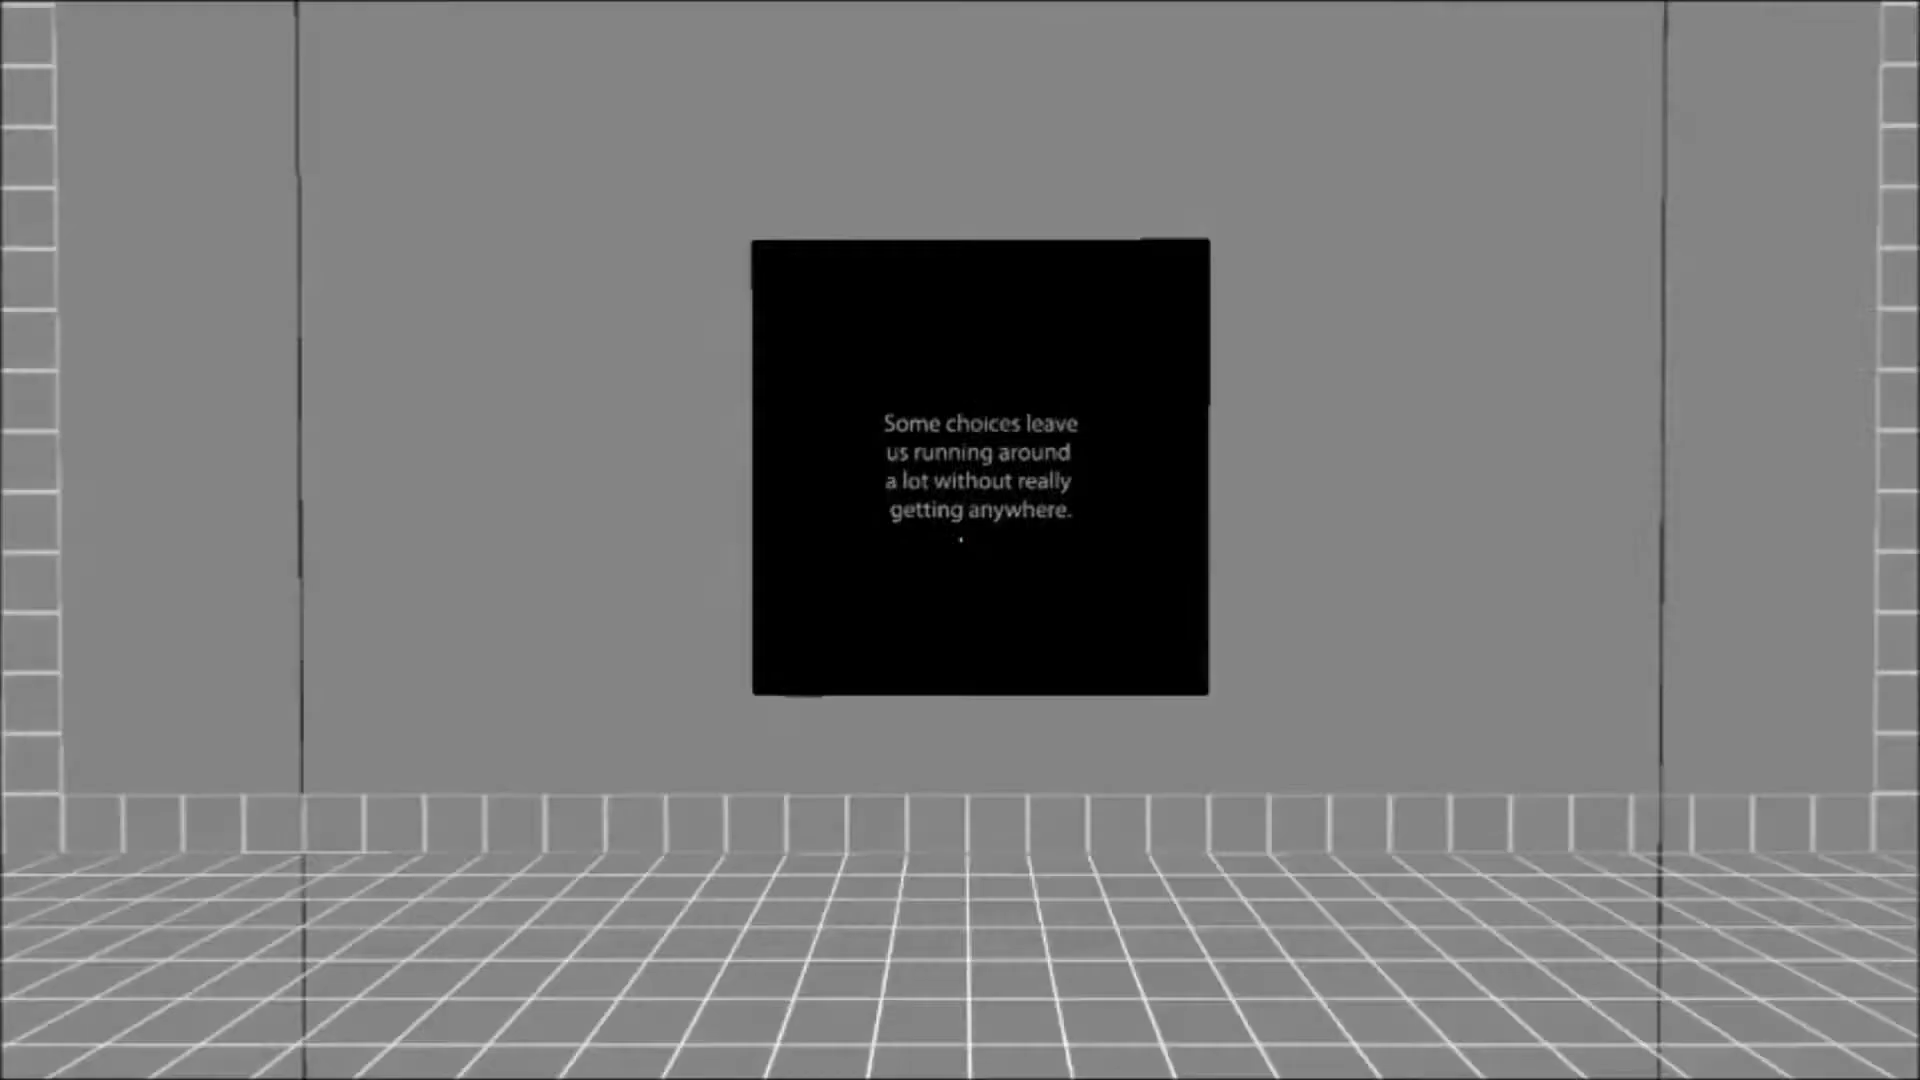 Some choices leave
us running around
a lot without really
getting anywhere.